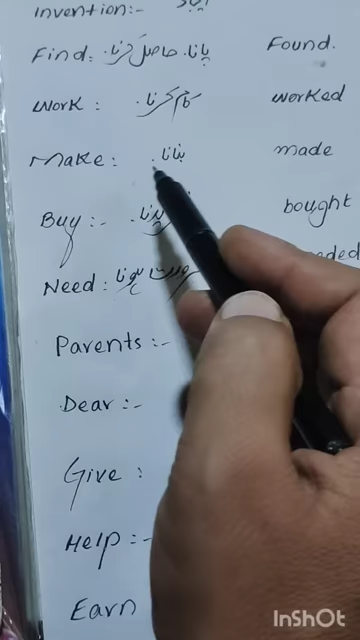 Invention:- ایجاد
Find: پانا. حاصل کرنا. Found.
Work: کام کرنا. worked
Make: بنانا. made
Buy:- bought
Need: ضرورت ہونا
Parents:-
Dear:-
Give:
Help:-
Earn
InShOt